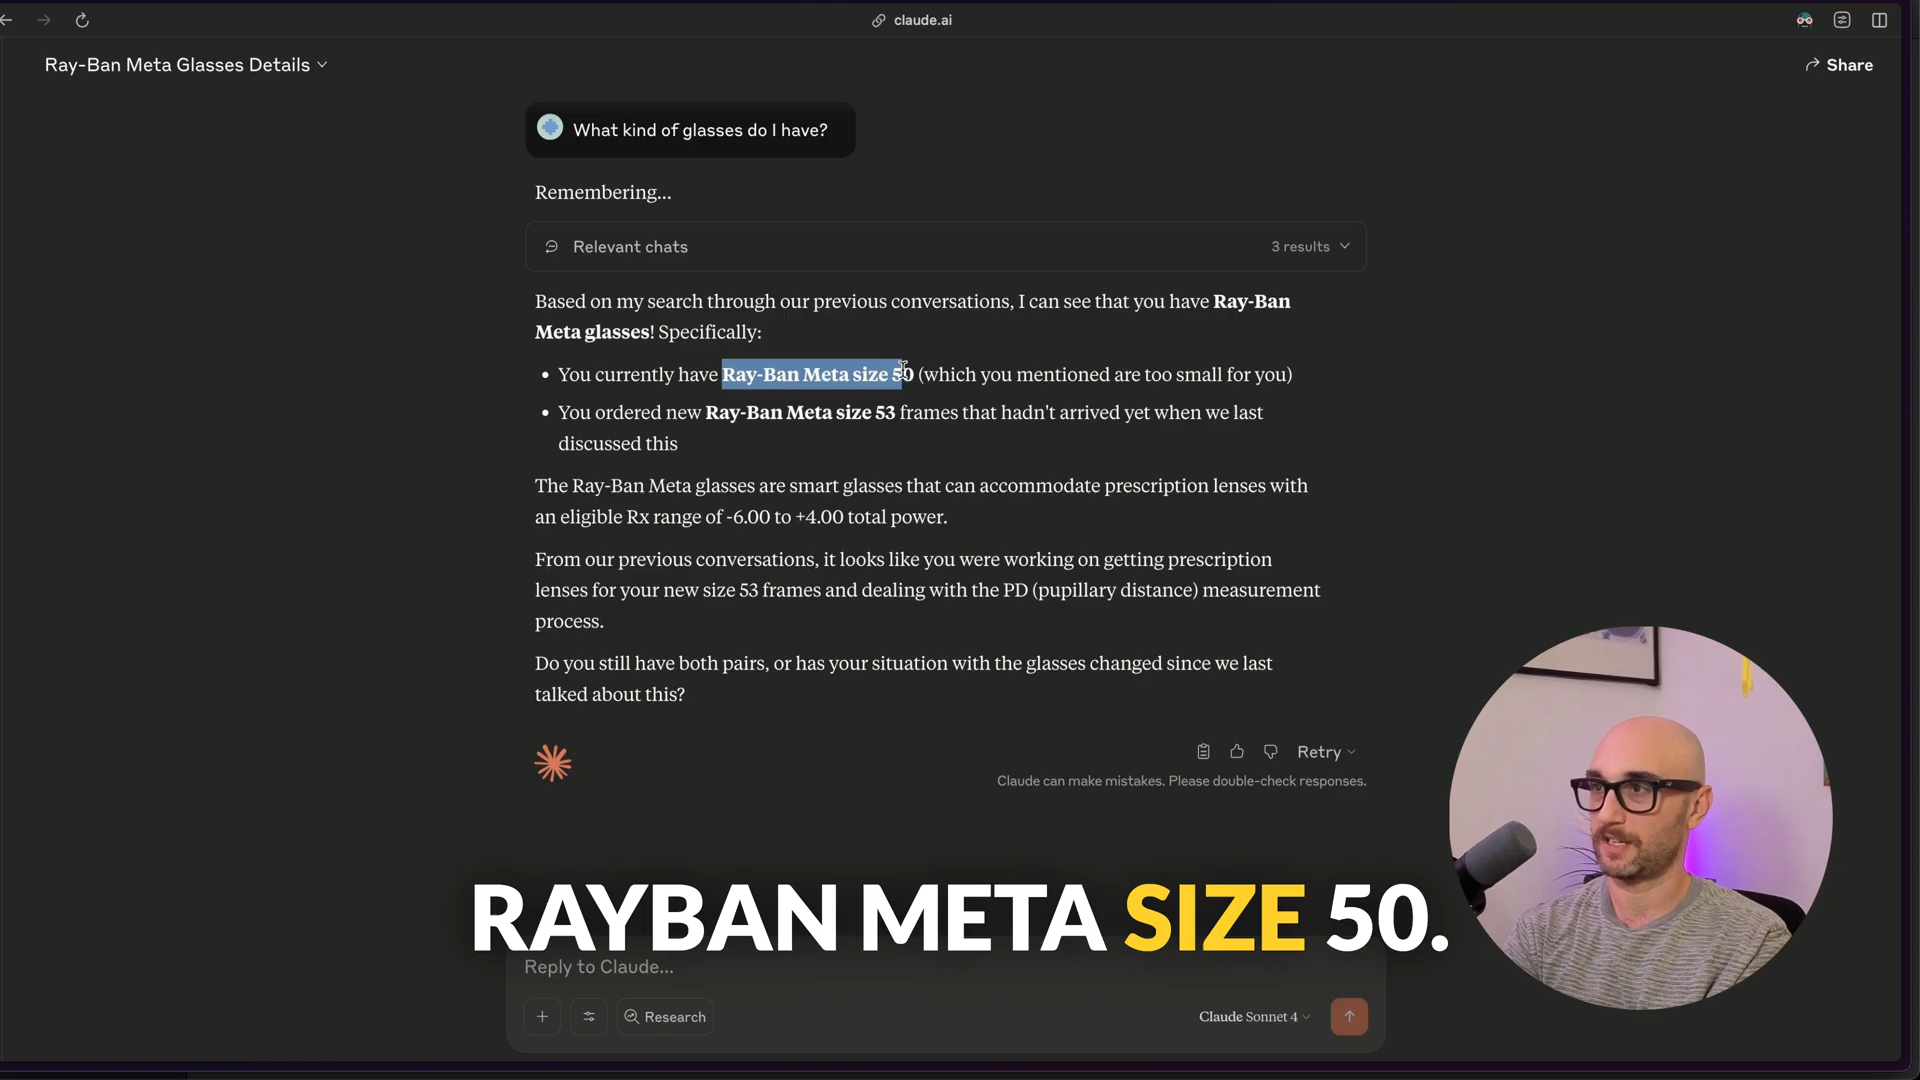 claude.ai
Ray-Ban Meta Glasses Details
Share
What kind of glasses do I have?
Remembering...
Relevant chats
3 results
Based on my search through our previous conversations, I can see that you have Ray-Ban
Meta glasses! Specifically:
• You currently have Ray-Ban Meta size 50 (which you mentioned are too small for you)
• You ordered new Ray-Ban Meta size 53 frames that hadn't arrived yet when we last
discussed this
The Ray-Ban Meta glasses are smart glasses that can accommodate prescription lenses with
an eligible Rx range of -6.00 to +4.00 total power.
From our previous conversations, it looks like you were working on getting prescription
lenses for your new size 53 frames and dealing with the PD (pupillary distance) measurement
process.
Do you still have both pairs, or has your situation with the glasses changed since we last
talked about this?
Retry
Claude can make mistakes. Please double-check responses.
RAYBAN META SIZE 50.
Reply to Claude...
Research
Claude Sonnet 4